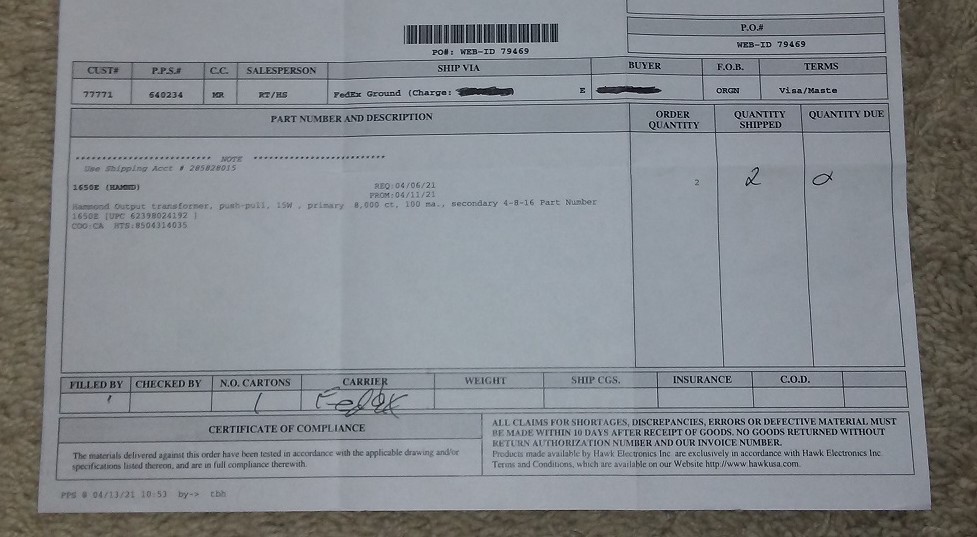 PO#: WEB-ID 79469
P.O.#
WEB-ID 79469
CUST# P.P.S.# C.C. SALESPERSON SHIP VIA BUYER F.O.B. TERMS
77771 640234 MR RT/HS FedEx Ground (Charge: E ORGN Visa/Maste
PART NUMBER AND DESCRIPTION ORDER QUANTITY QUANTITY SHIPPED QUANTITY DUE
*************************** NOTE **************************
Use Shipping Acct # 285828015
1650E (HAMND) REQ:04/06/21 2 2
PROM:04/11/21
Hammond Output transformer, push-pull, 15W , primary 8,000 ct, 100 ma., secondary 4-8-16 Part Number
1650E [UPC 62398024192 ]
COO:CA HTS:8504314035
FILLED BY CHECKED BY N.O. CARTONS CARRIER WEIGHT SHIP CGS. INSURANCE C.O.D.
1 FedEx
CERTIFICATE OF COMPLIANCE
The materials delivered against this order have been tested in accordance with the applicable drawing and/or
specifications listed thereon, and are in full compliance therewith.
ALL CLAIMS FOR SHORTAGES, DISCREPANCIES, ERRORS OR DEFECTIVE MATERIAL MUST
BE MADE WITHIN 10 DAYS AFTER RECEIPT OF GOODS. NO GOODS RETURNED WITHOUT
RETURN AUTHORIZATION NUMBER AND OUR INVOICE NUMBER.
Products made available by Hawk Electronics Inc. are exclusively in accordance with Hawk Electronics Inc.
Terms and Conditions, which are available on our Website http://www.hawkusa.com.
PPS # 04/13/21 10:53 by-> tbh